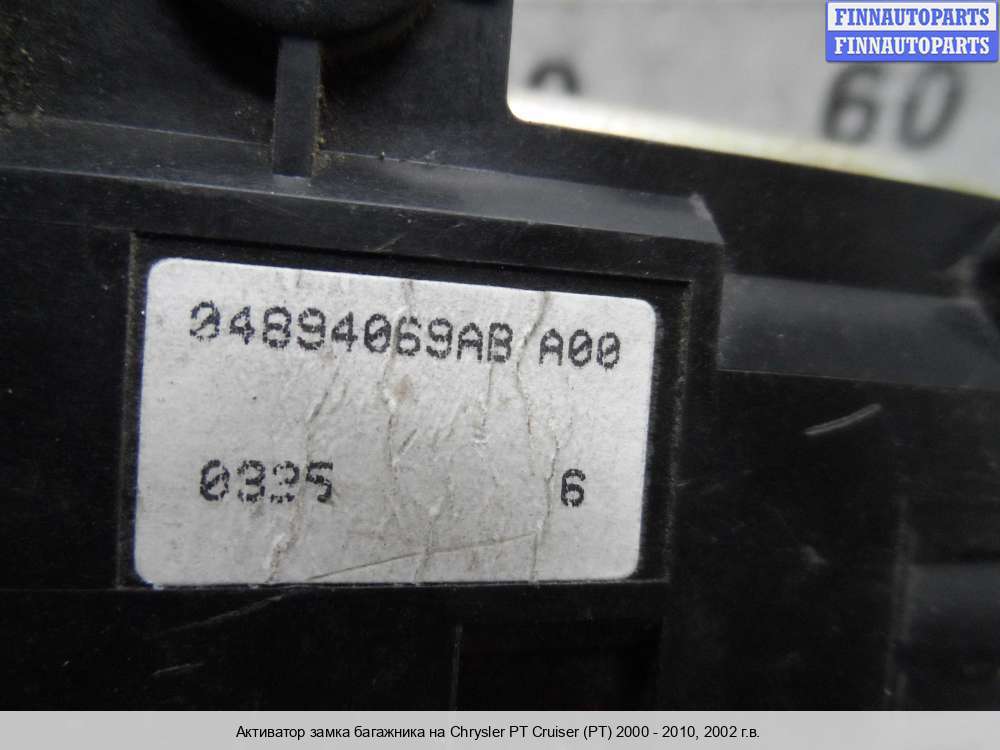 FINNAUTOPARTS
FINNAUTOPARTS
60
04894069AB A00
0325 6
Активатор замка багажника на Chrysler PT Cruiser (PT) 2000 - 2010, 2002 г.в.